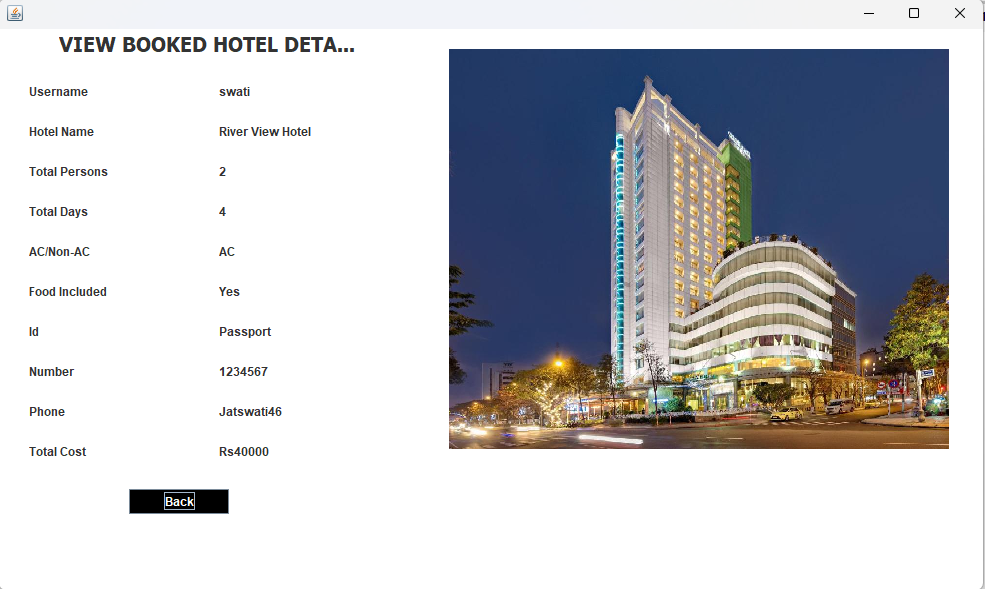 VIEW BOOKED HOTEL DETA...
Username swati
Hotel Name River View Hotel
Total Persons 2
Total Days 4
AC/Non-AC AC
Food Included Yes
Id Passport
Number 1234567
Phone Jatswati46
Total Cost Rs40000
Back